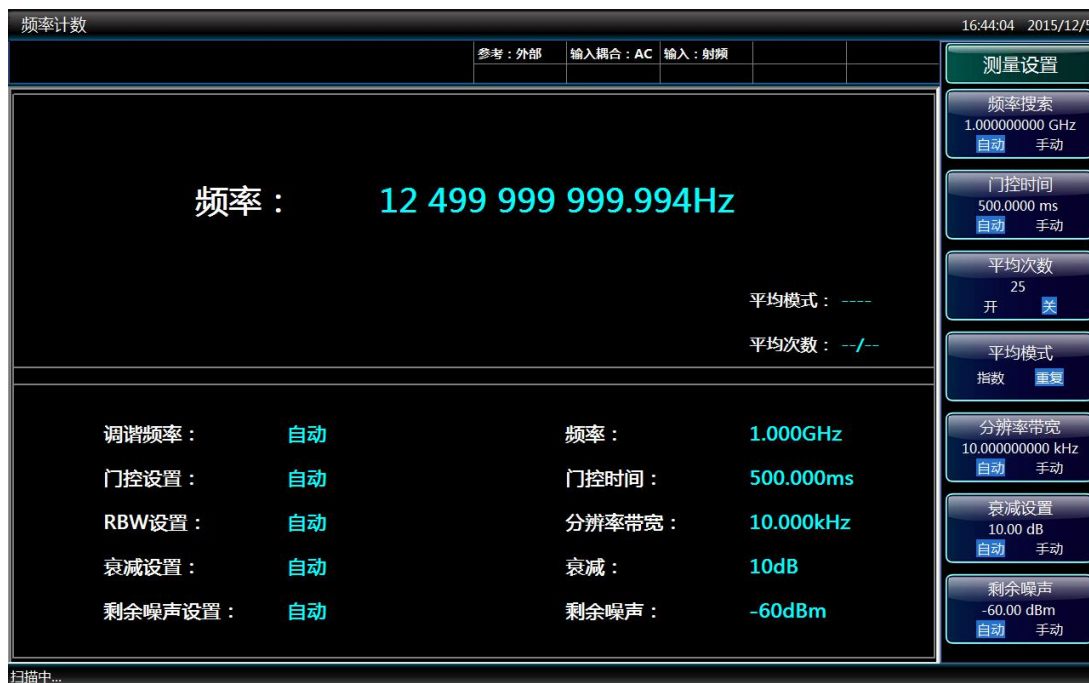 频率计数
16:44:04 2015/12/5
参考：外部 输入耦合：AC 输入：射频
测量设置
频率搜索
1.000000000 GHz
自动 手动
门控时间
500.0000 ms
自动 手动
平均次数
25
开 关
平均模式
指数 重复
分辨率带宽
10.000000000 kHz
自动 手动
衰减设置
10.00 dB
自动 手动
剩余噪声
-60.00 dBm
自动 手动
频率： 12 499 999 999.994Hz
平均模式： ----
平均次数： --/--
调谐频率： 自动 频率： 1.000GHz
门控设置： 自动 门控时间： 500.000ms
RBW设置： 自动 分辨率带宽： 10.000kHz
衰减设置： 自动 衰减： 10dB
剩余噪声设置： 自动 剩余噪声： -60dBm
扫描中...